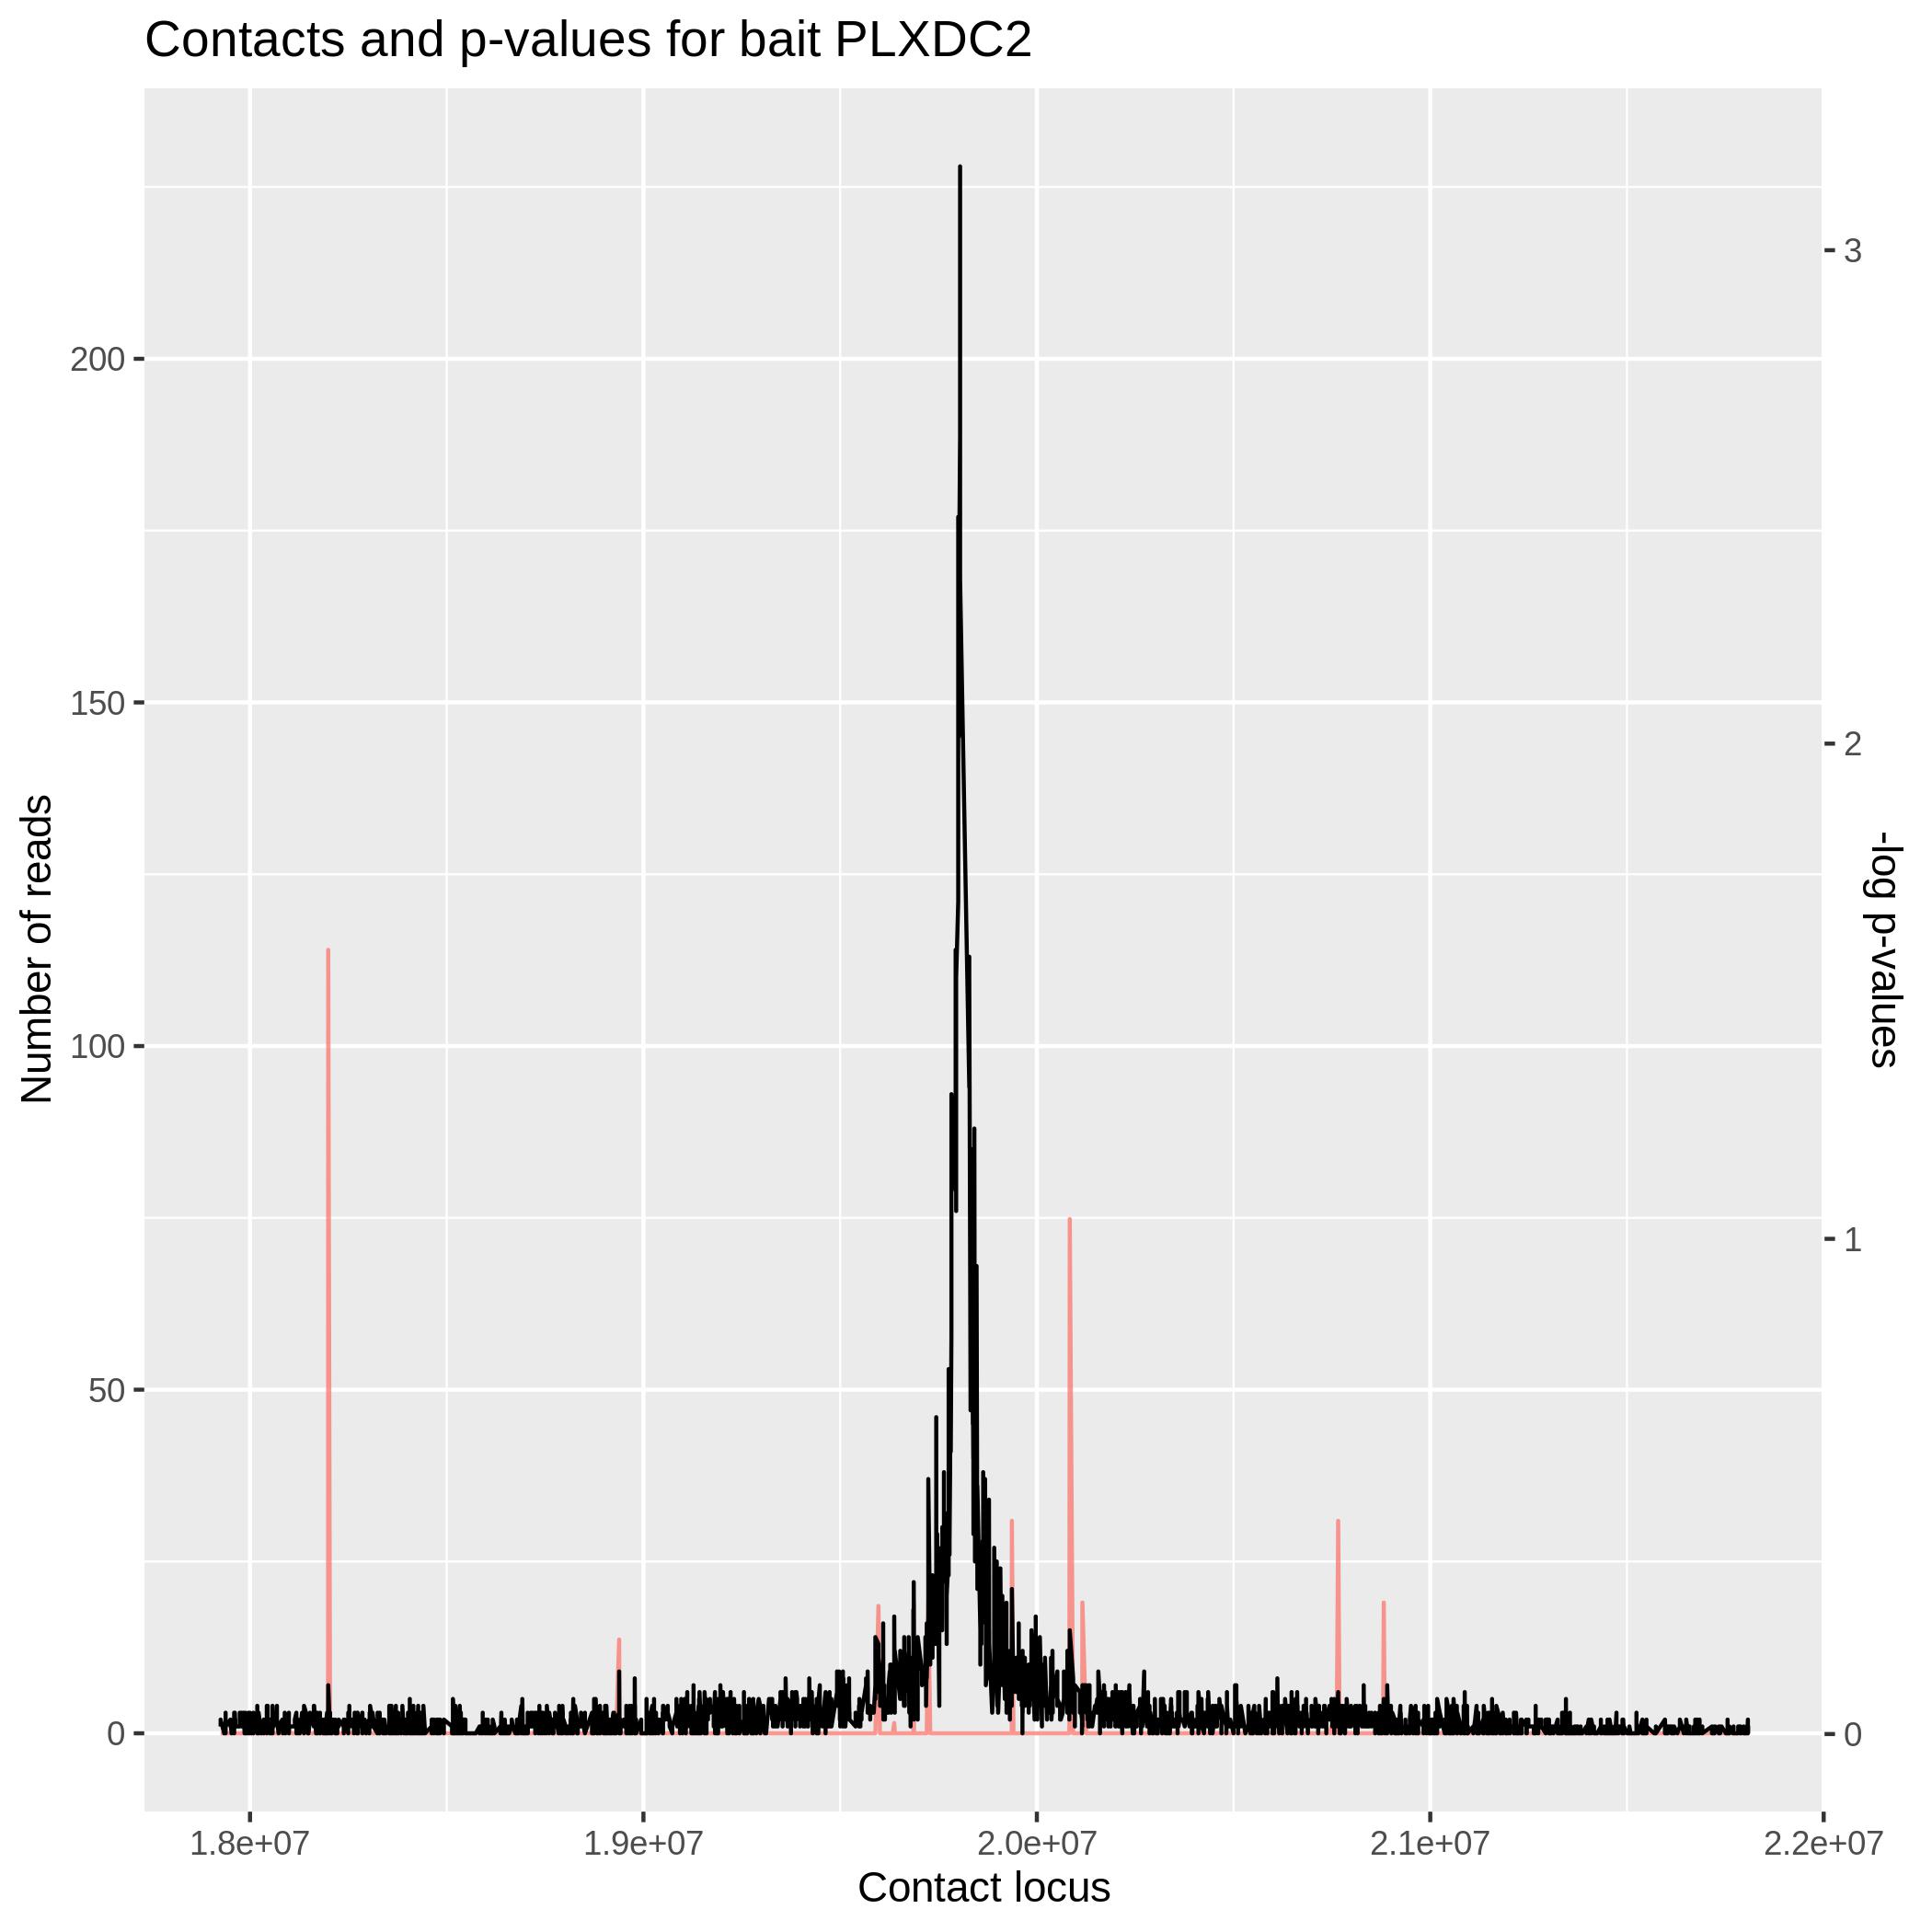 Contacts and p-values for bait PLXDC2
Number of reads
200
150
100
50
0
3
2
1
0
-log p-values
1.8e+07
1.9e+07
2.0e+07
2.1e+07
2.2e+07
Contact locus